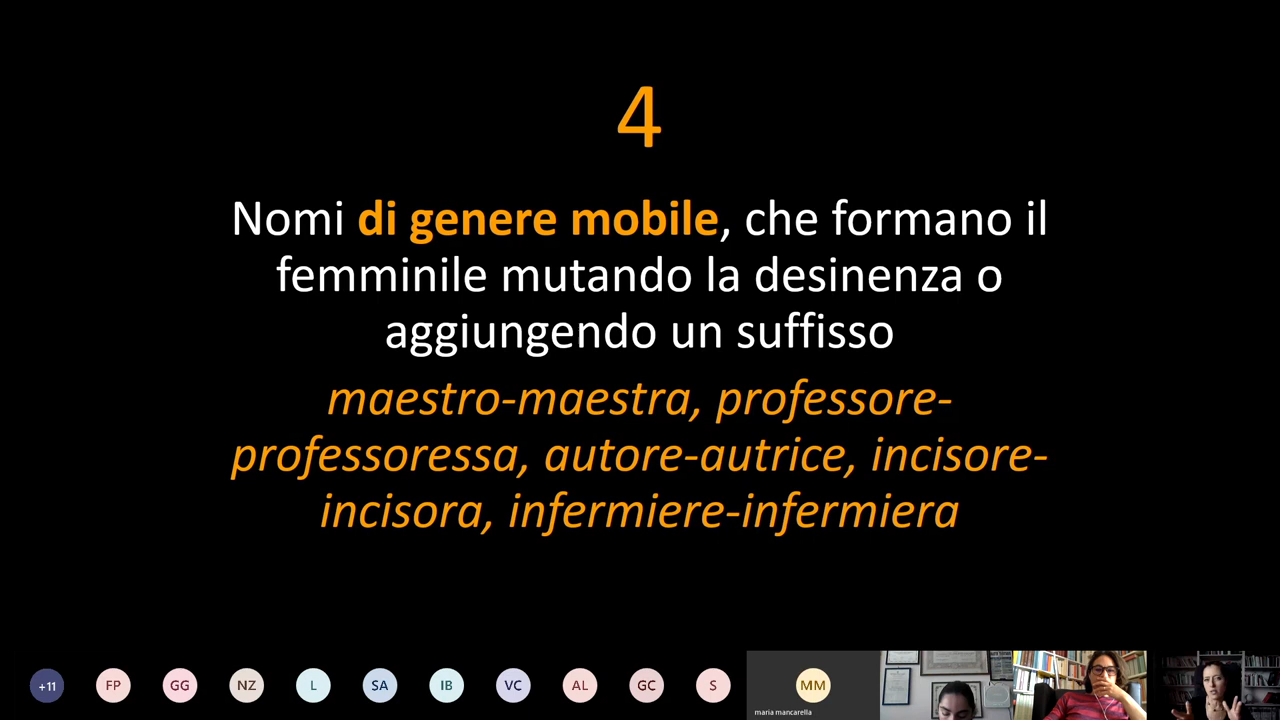 4
Nomi di genere mobile, che formano il
femminile mutando la desinenza o
aggiungendo un suffisso
maestro-maestra, professore-
professoressa, autore-autrice, incisore-
incisora, infermiere-infermiera
+11 FP GG NZ L SA IB VC AL GC S MM
maria mancarella